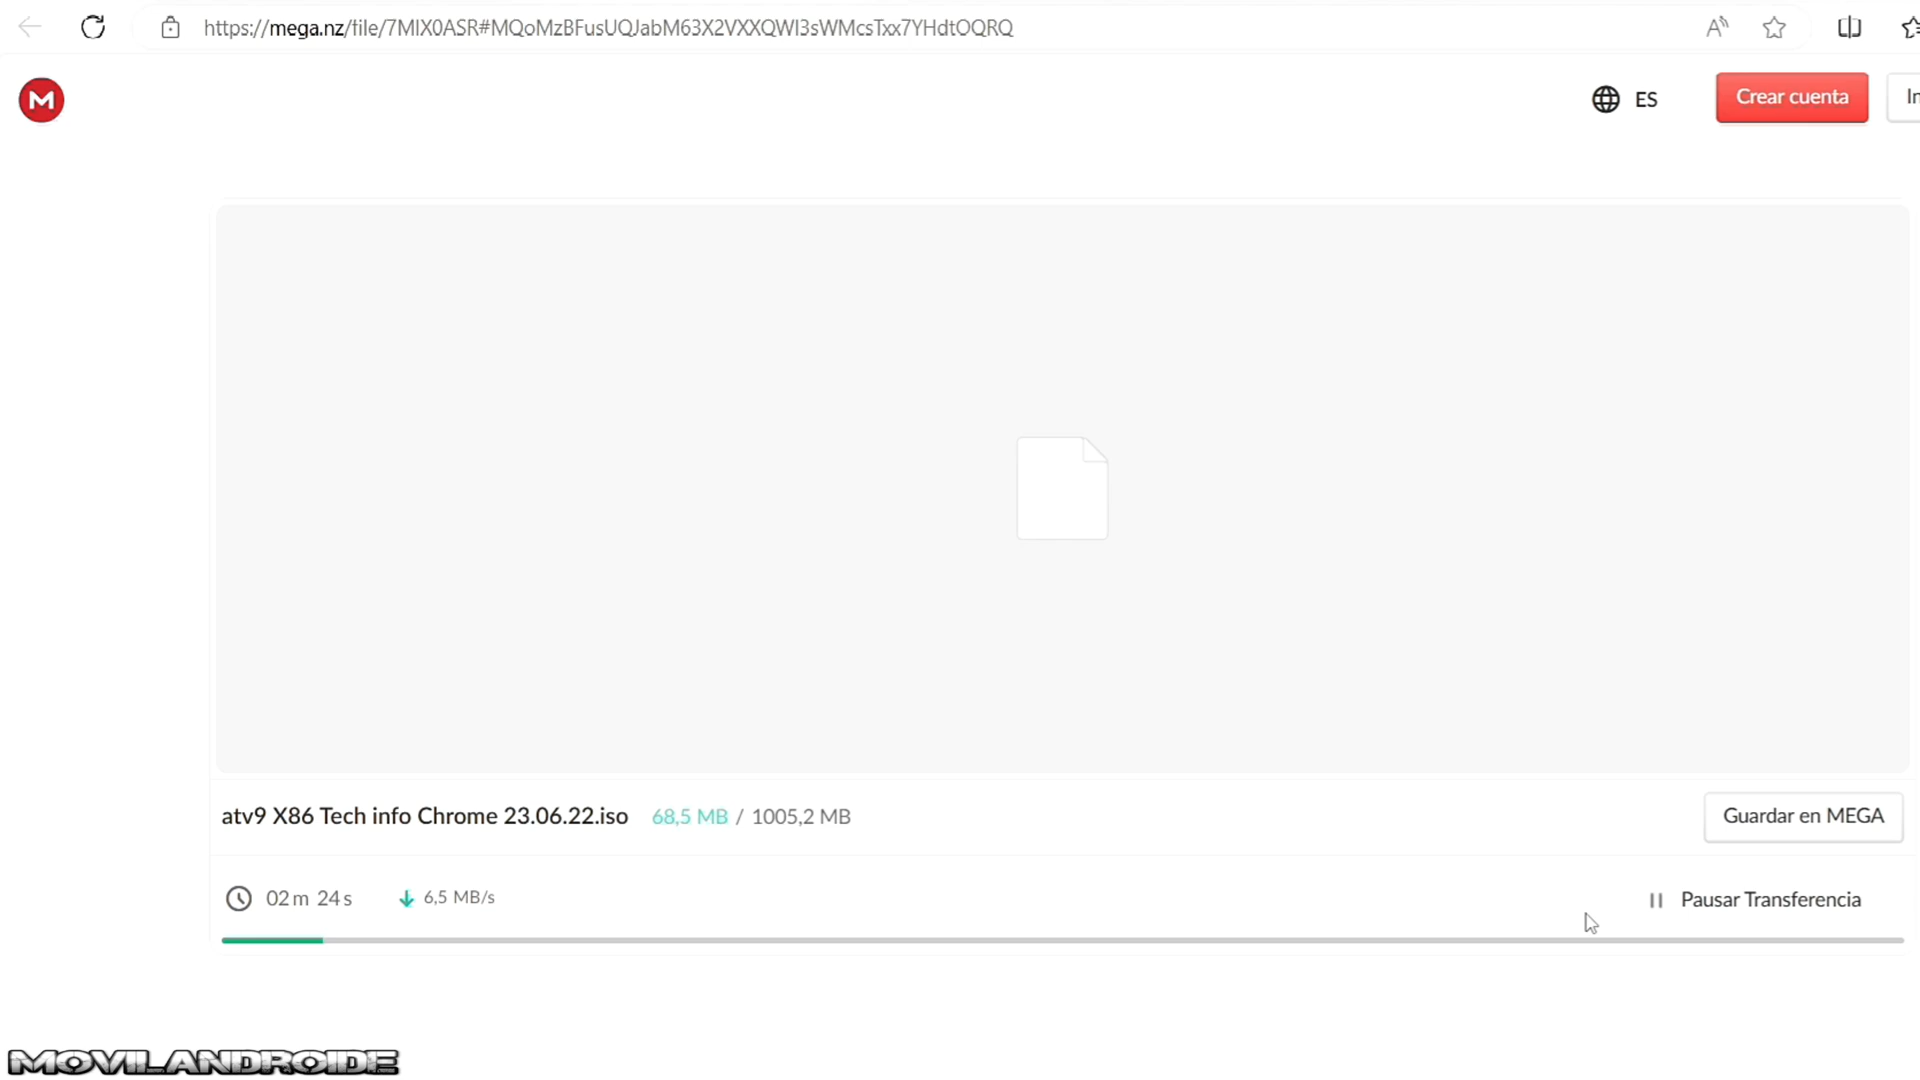 https://mega.nz/file/7MlX0ASR#MQoMzBFusUQJabM63X2VXXQWI3sWMcsTxx7YHdtOQRQ
M
ES
Crear cuenta
atv9 X86 Tech info Chrome 23.06.22.iso 68,5 MB / 1005,2 MB
Guardar en MEGA
02 m 24 s 6,5 MB/s
Pausar Transferencia
MOVILANDROIDE